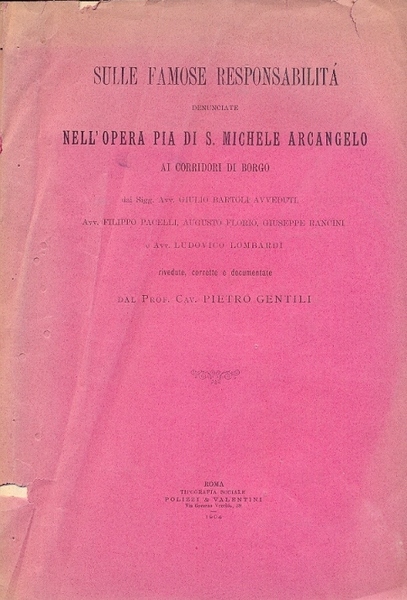 SULLE FAMOSE RESPONSABILITÁ
DENUNCIATE
NELL'OPERA PIA DI S. MICHELE ARCANGELO
AI CORRIDORI DI BORGO
dai Sigg. Avv. GIULIO BARTOLI AVVEDUTI,
Avv. FILIPPO PACELLI, AUGUSTO FLORIO, GIUSEPPE RANCINI
e Avv. LUDOVICO LOMBARDI
rivedute, corrette e documentate
DAL PROF. CAV. PIETRO GENTILI
ROMA
TIPOGRAFIA SOCIALE
POLIZZI & VALENTINI
Via